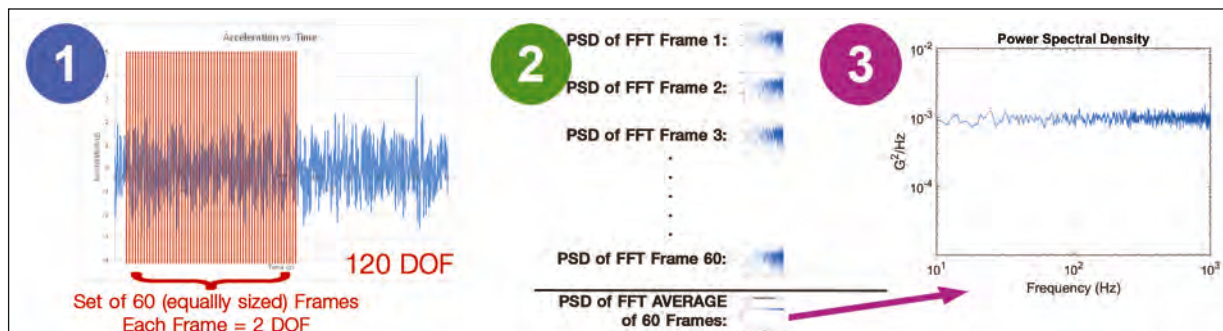 1
Acceleration vs. Time
120 DOF
Set of 60 (equallly sized) Frames
Each Frame = 2 DOF
2
PSD of FFT Frame 1:
PSD of FFT Frame 2:
PSD of FFT Frame 3:
PSD of FFT Frame 60:
PSD of FFT AVERAGE
of 60 Frames:
3
Power Spectral Density
G²/Hz
10⁻²
10⁻³
10⁻⁴
10¹ 10² 10³
Frequency (Hz)